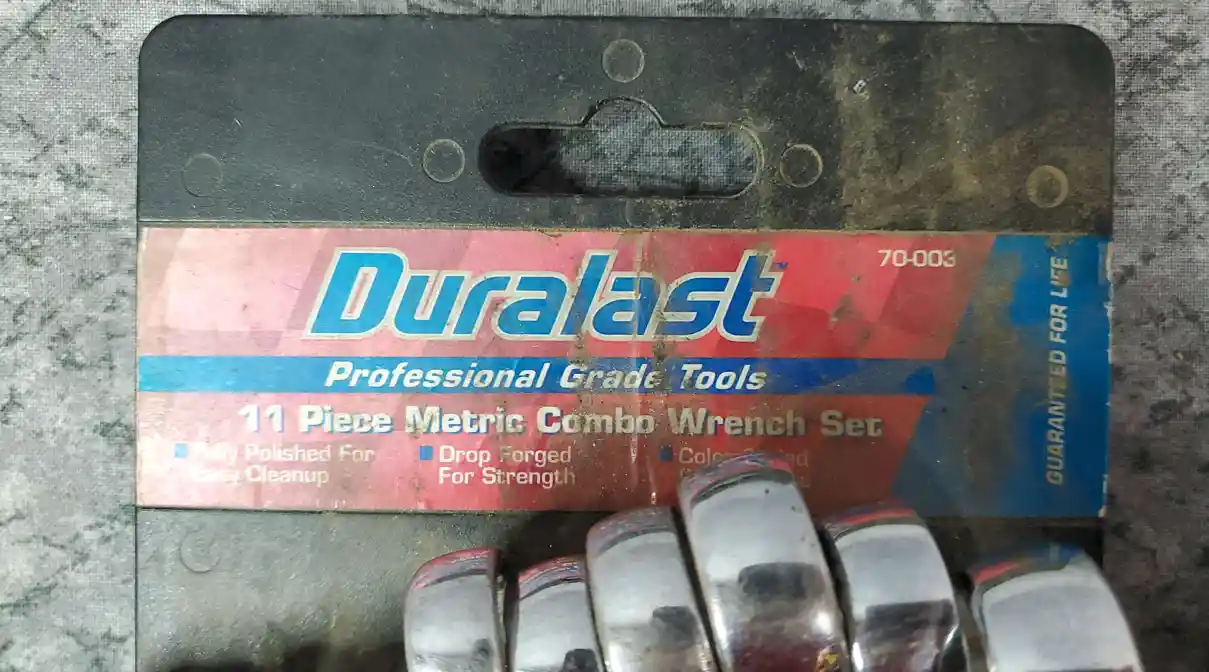 70-003
Duralast™
Professional Grade Tools
11 Piece Metric Combo Wrench Set
Polished For
Cleanup
Drop Forged
For Strength
GUARANTEED FOR LIFE